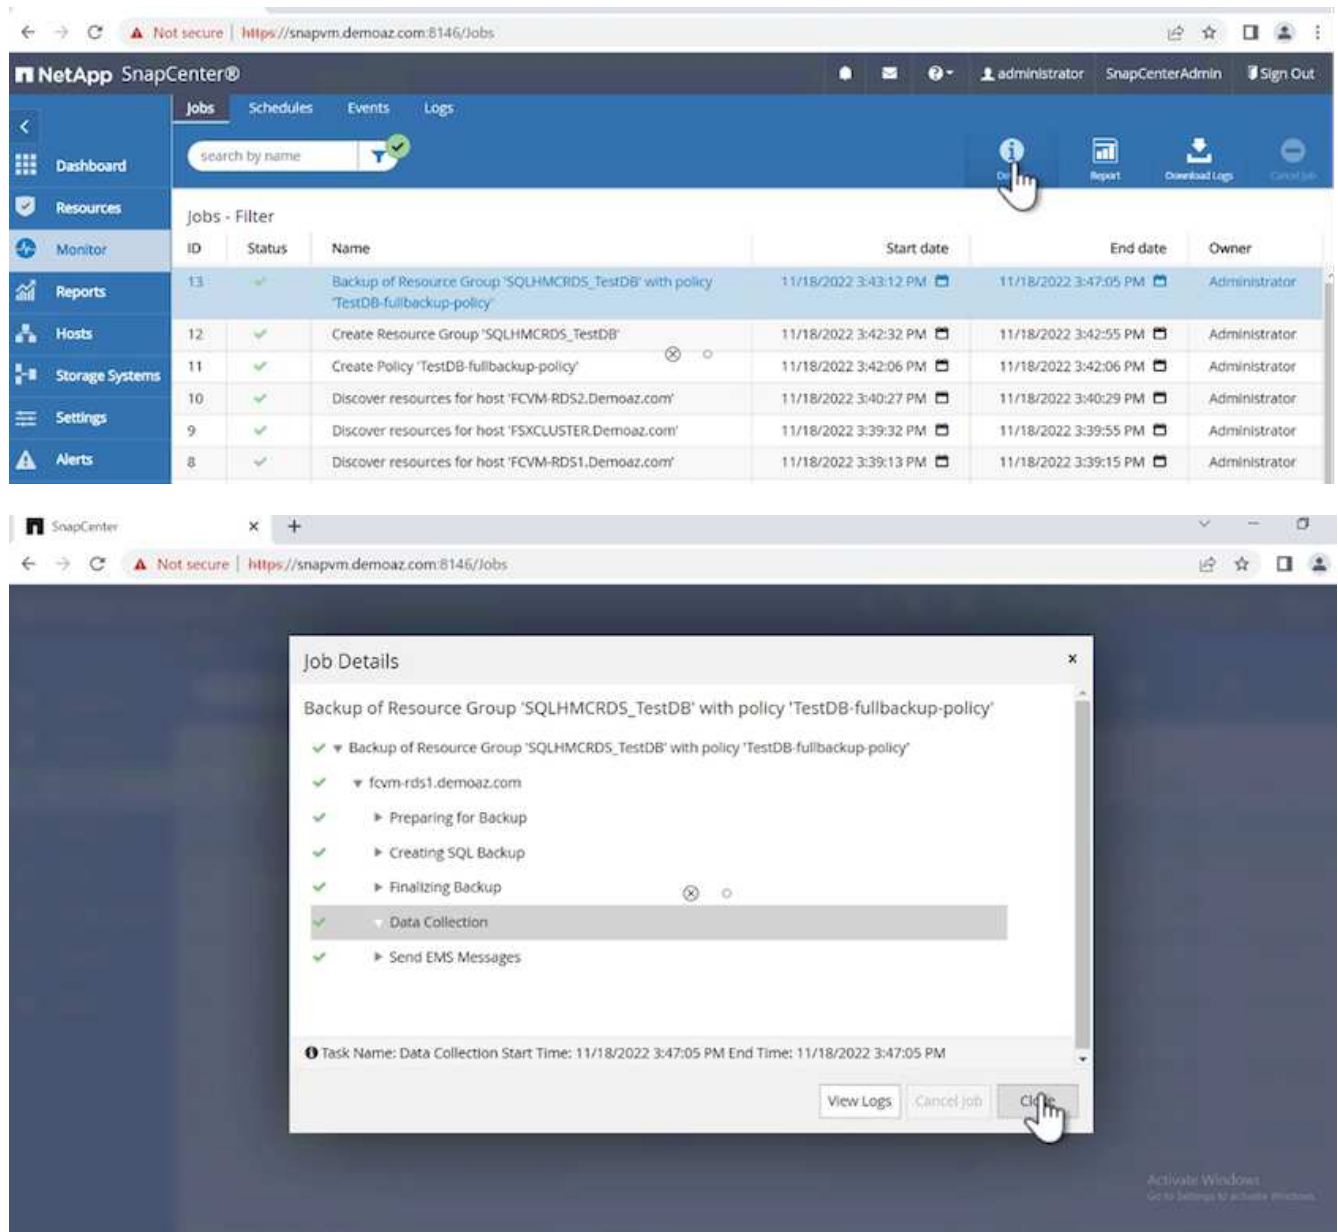 Not secure | https://snapvm.demoaz.com:8146/Jobs
NetApp SnapCenter® administrator SnapCenterAdmin Sign Out
Jobs Schedules Events Logs
search by name
Report Download Logs Cancel Job
Dashboard
Resources
Monitor
Reports
Hosts
Storage Systems
Settings
Alerts
Jobs - Filter
ID Status Name Start date End date Owner
13 Backup of Resource Group 'SQLHMCRDS_TestDB' with policy 11/18/2022 3:43:12 PM 11/18/2022 3:47:05 PM Administrator
'TestDB-fullbackup-policy'
12 Create Resource Group 'SQLHMCRDS_TestDB' 11/18/2022 3:42:32 PM 11/18/2022 3:42:55 PM Administrator
11 Create Policy 'TestDB-fullbackup-policy' 11/18/2022 3:42:06 PM 11/18/2022 3:42:06 PM Administrator
10 Discover resources for host 'FCVM-RDS2.Demoaz.com' 11/18/2022 3:40:27 PM 11/18/2022 3:40:29 PM Administrator
9 Discover resources for host 'FSXCLUSTER.Demoaz.com' 11/18/2022 3:39:32 PM 11/18/2022 3:39:55 PM Administrator
8 Discover resources for host 'FCVM-RDS1.Demoaz.com' 11/18/2022 3:39:13 PM 11/18/2022 3:39:15 PM Administrator
SnapCenter
Not secure | https://snapvm.demoaz.com:8146/Jobs
Job Details
Backup of Resource Group 'SQLHMCRDS_TestDB' with policy 'TestDB-fullbackup-policy'
Backup of Resource Group 'SQLHMCRDS_TestDB' with policy 'TestDB-fullbackup-policy'
fcvm-rds1.demoaz.com
Preparing for Backup
Creating SQL Backup
Finalizing Backup
Data Collection
Send EMS Messages
Task Name: Data Collection Start Time: 11/18/2022 3:47:05 PM End Time: 11/18/2022 3:47:05 PM
View Logs Cancel Job Close
Activate Windows
Go to Settings to activate Windows.